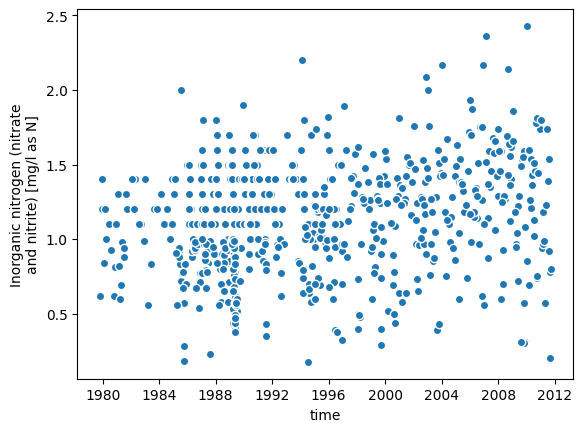 2.5
2.0
1.5
1.0
0.5
Inorganic nitrogen (nitrate
and nitrite) [mg/l as N]
1980 1984 1988 1992 1996 2000 2004 2008 2012
time